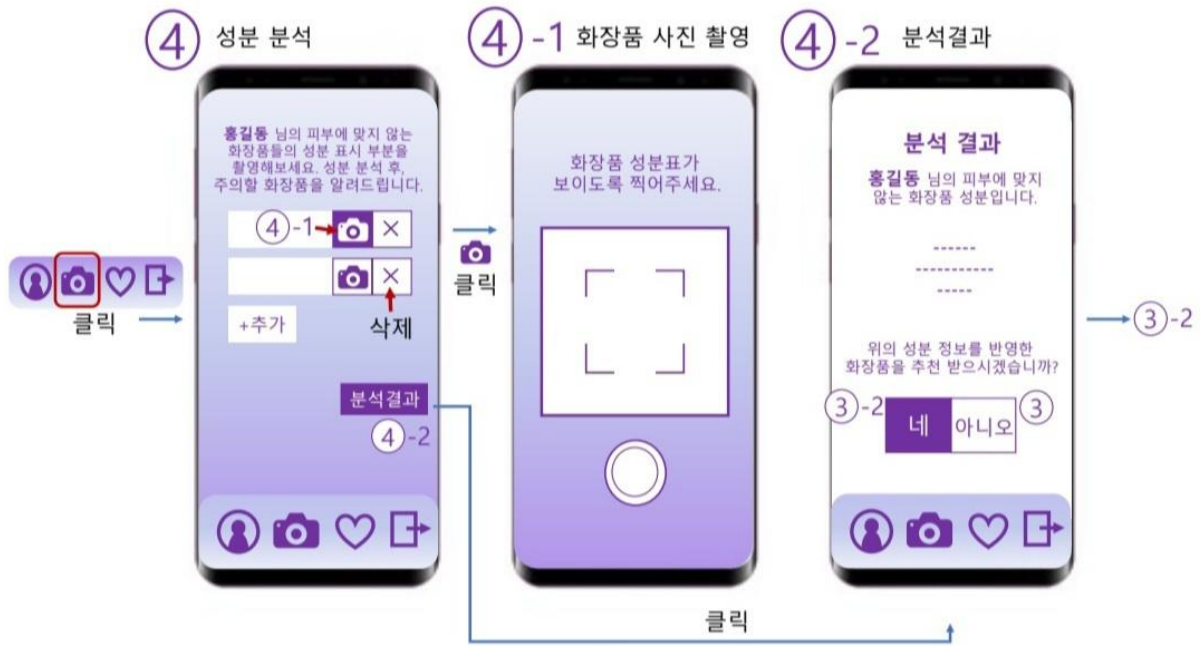 ④ 성분 분석
홍길동 님의 피부에 맞지 않는
화장품들의 성분 표시 부분을
촬영해보세요. 성분 분석 후,
주의할 화장품을 알려드립니다.
④-1
×
×
+추가
삭제
분석결과
④-2
클릭
클릭
④-1 화장품 사진 촬영
화장품 성분표가
보이도록 찍어주세요.
④-2 분석결과
분석 결과
홍길동 님의 피부에 맞지
않는 화장품 성분입니다.
------
-----------
-----
위의 성분 정보를 반영한
화장품을 추천 받으시겠습니까?
③-2
네
아니오
③
③-2
클릭